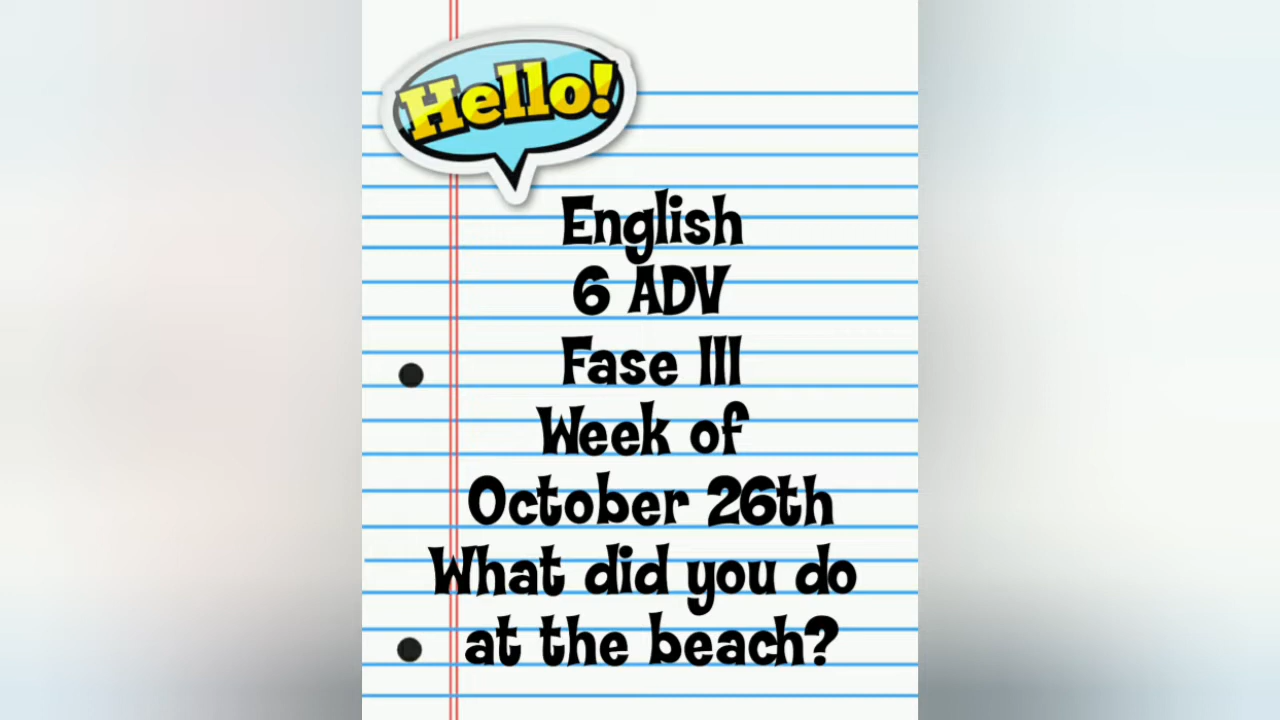 Hello!
English
6 ADV
Fase III
Week of
October 26th
What did you do
at the beach?